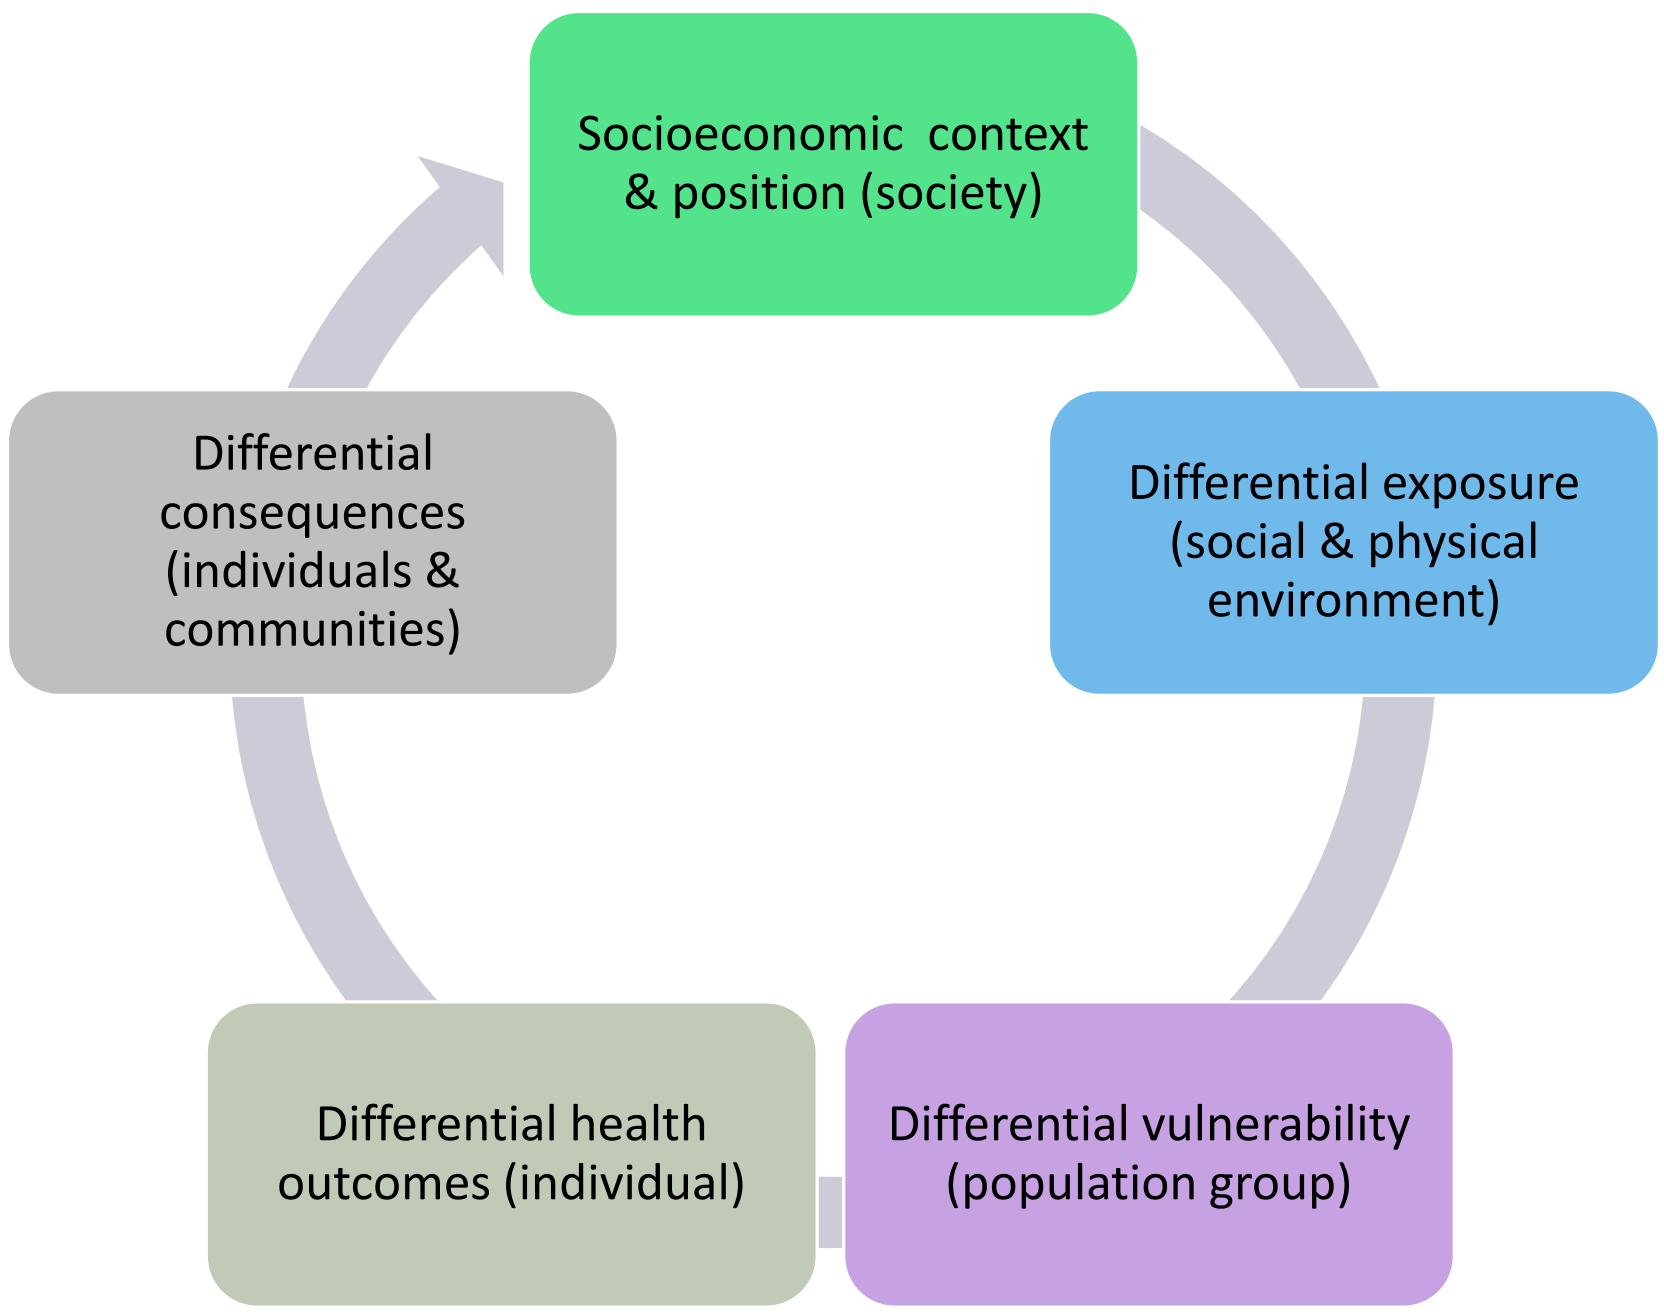 Socioeconomic  context
& position (society)
Differential exposure
(social & physical
environment)
Differential vulnerability
(population group)
Differential health
outcomes (individual)
Differential
consequences
(individuals &
communities)